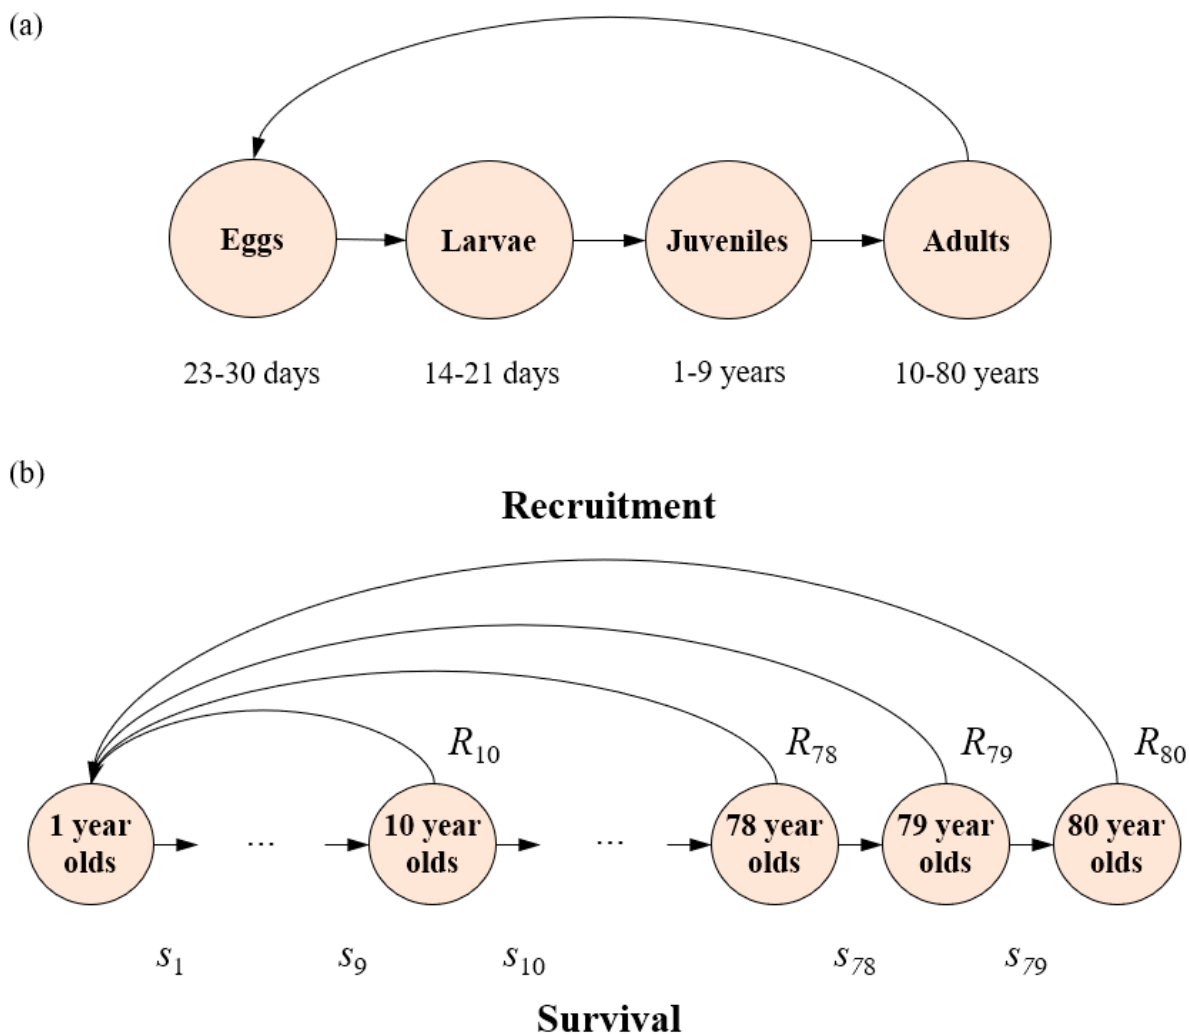 (a)
Eggs
Larvae
Juveniles
Adults
23-30 days
14-21 days
1-9 years
10-80 years
(b)
Recruitment
R10
R78
R79
R80
1 year
olds
...
10 year
olds
...
78 year
olds
79 year
olds
80 year
olds
s1
s9
s10
s78
s79
Survival